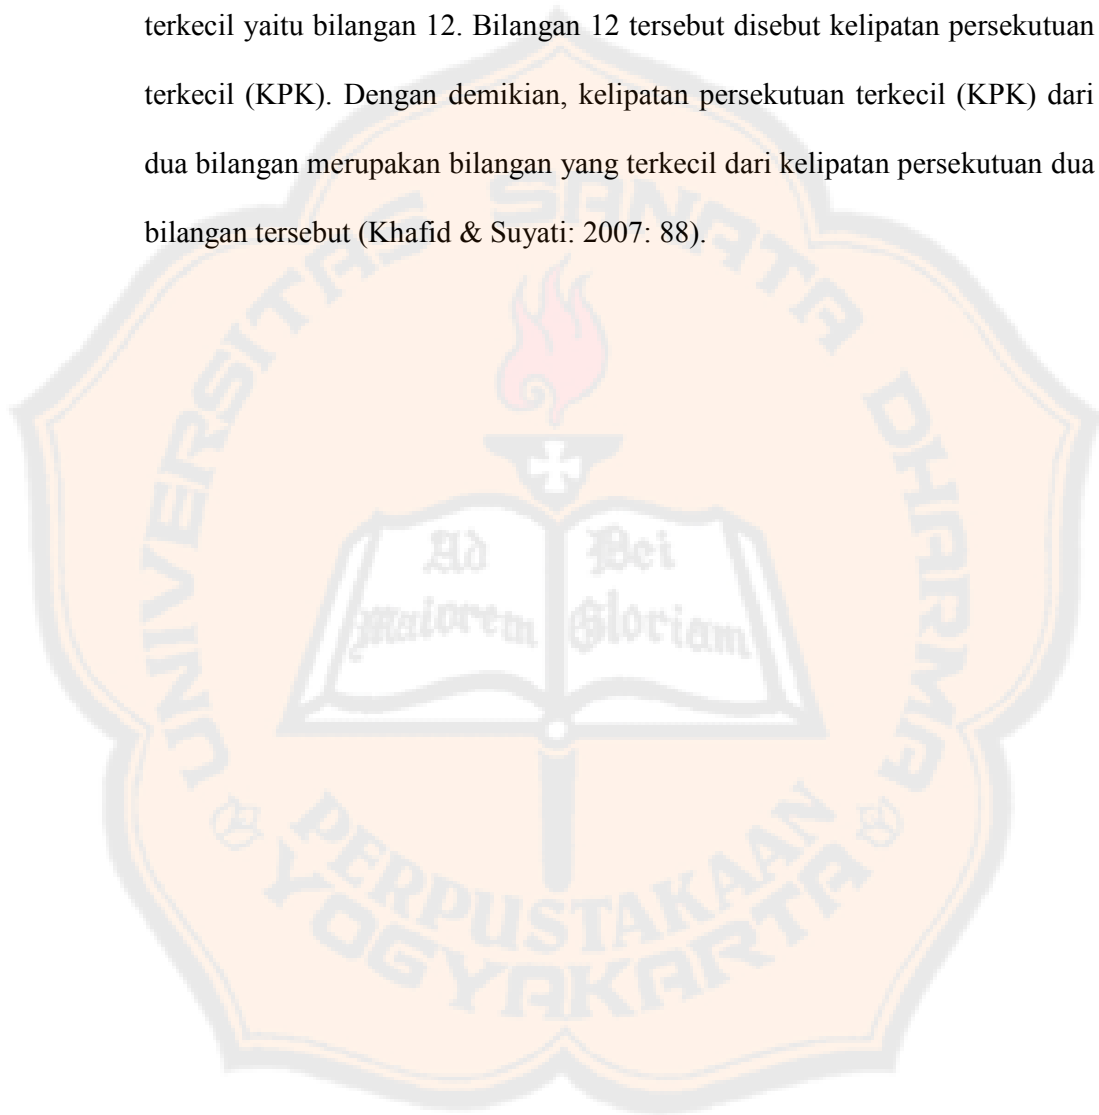 terkecil yaitu bilangan 12. Bilangan 12 tersebut disebut kelipatan persekutuan
terkecil (KPK). Dengan demikian, kelipatan persekutuan terkecil (KPK) dari
dua bilangan merupakan bilangan yang terkecil dari kelipatan persekutuan dua
bilangan tersebut (Khafid & Suyati: 2007: 88).
UNIVERSITAS SANATA DHARMA
Ad Dei
Maiorem Gloriam
PERPUSTAKAAN
YOGYAKARTA